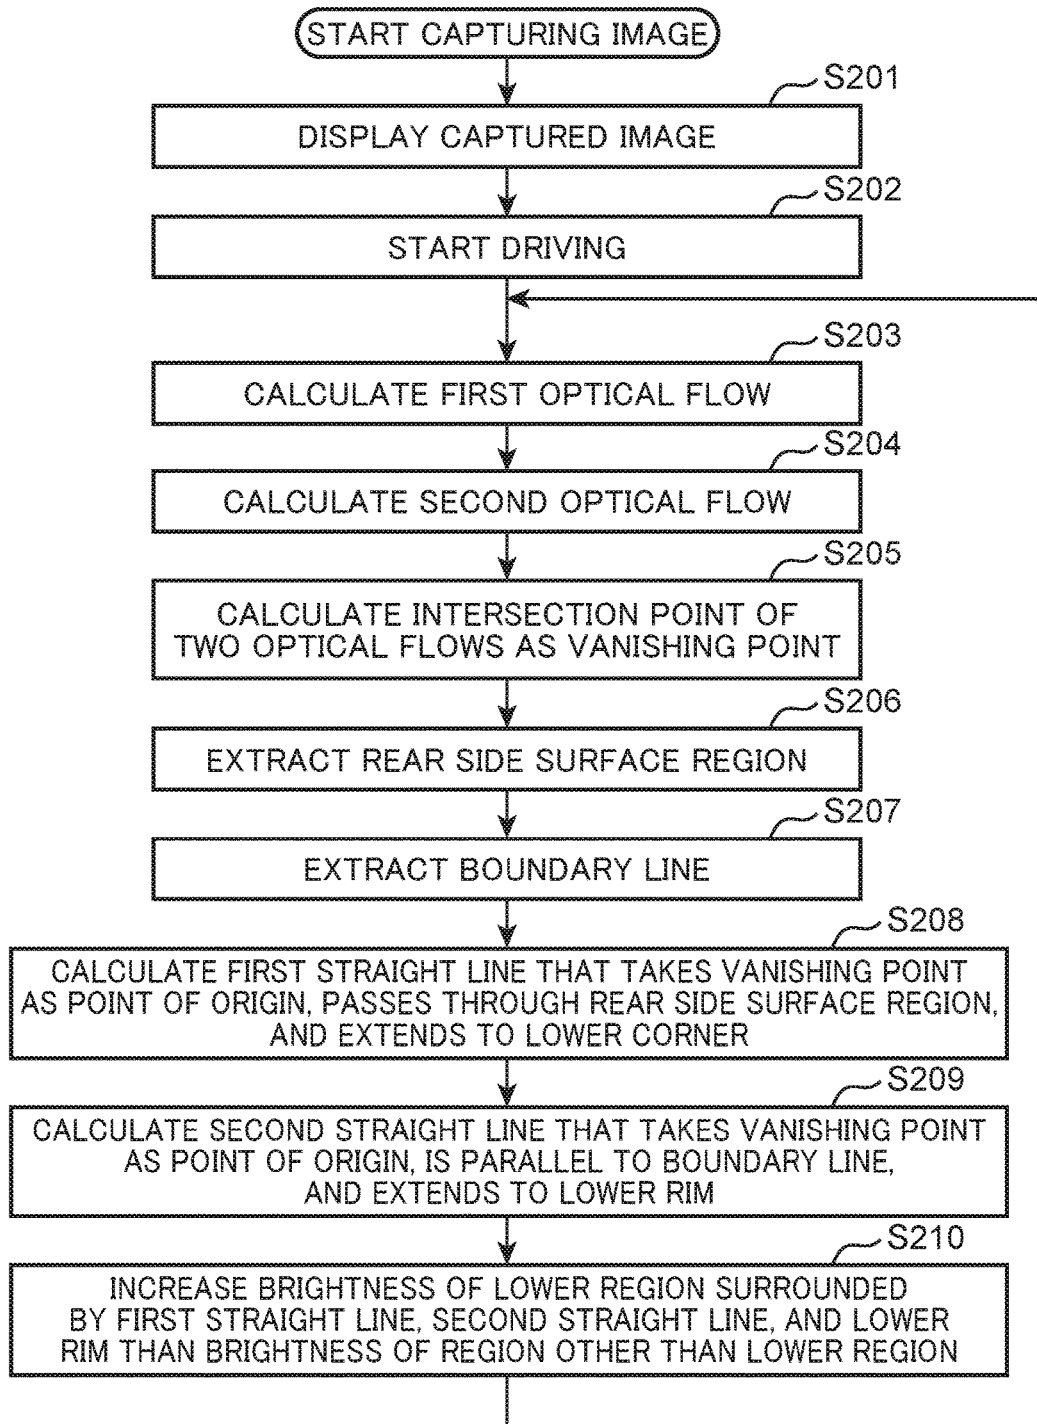 START CAPTURING IMAGE
S201
DISPLAY CAPTURED IMAGE
S202
START DRIVING
S203
CALCULATE FIRST OPTICAL FLOW
S204
CALCULATE SECOND OPTICAL FLOW
S205
CALCULATE INTERSECTION POINT OF
TWO OPTICAL FLOWS AS VANISHING POINT
S206
EXTRACT REAR SIDE SURFACE REGION
S207
EXTRACT BOUNDARY LINE
S208
CALCULATE FIRST STRAIGHT LINE THAT TAKES VANISHING POINT
AS POINT OF ORIGIN, PASSES THROUGH REAR SIDE SURFACE REGION,
AND EXTENDS TO LOWER CORNER
S209
CALCULATE SECOND STRAIGHT LINE THAT TAKES VANISHING POINT
AS POINT OF ORIGIN, IS PARALLEL TO BOUNDARY LINE,
AND EXTENDS TO LOWER RIM
S210
INCREASE BRIGHTNESS OF LOWER REGION SURROUNDED
BY FIRST STRAIGHT LINE, SECOND STRAIGHT LINE, AND LOWER
RIM THAN BRIGHTNESS OF REGION OTHER THAN LOWER REGION